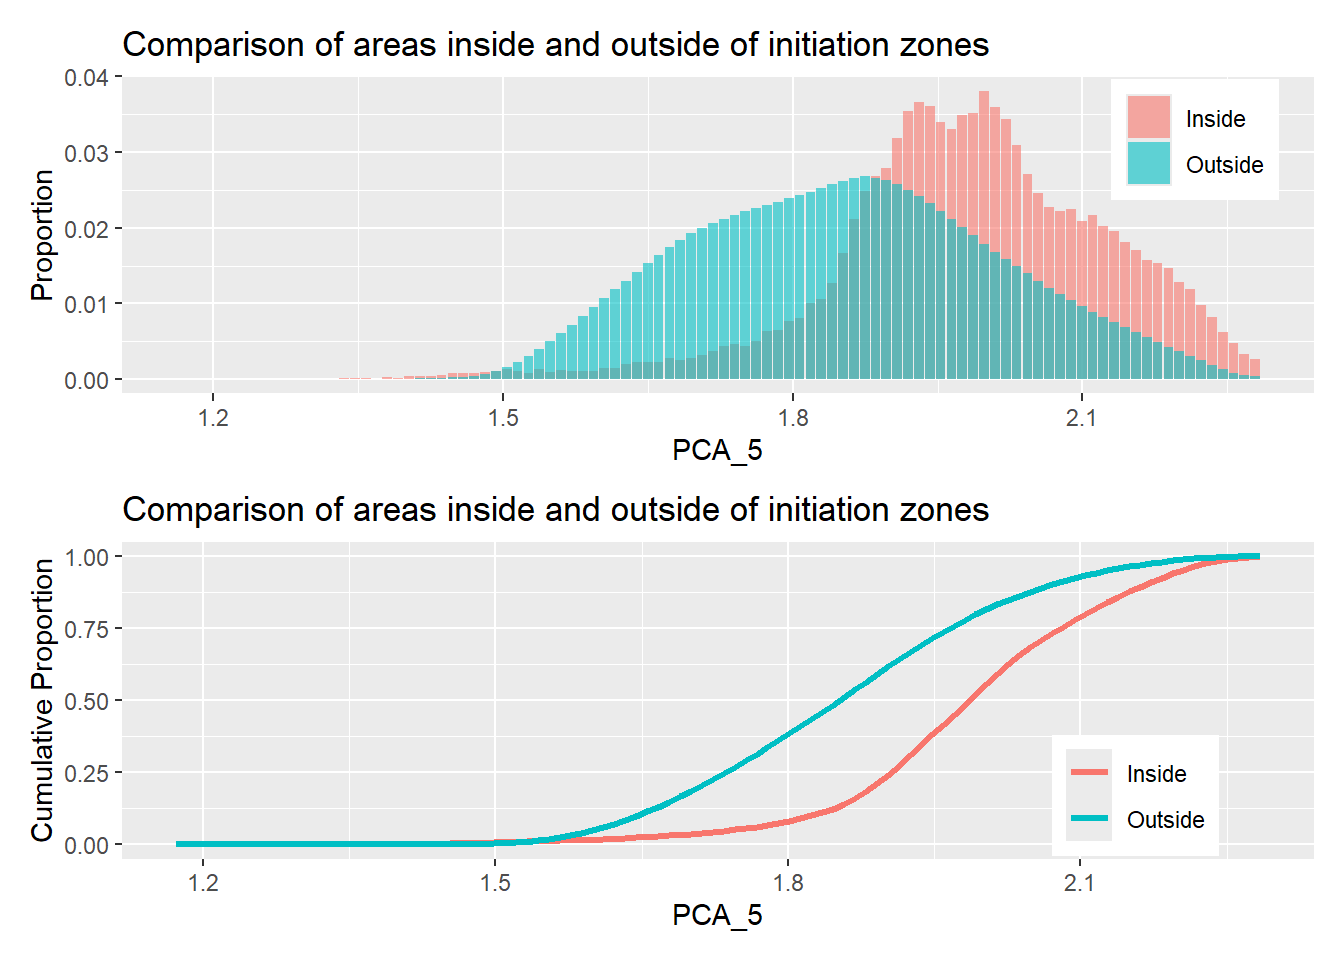 Comparison of areas inside and outside of initiation zones
0.04
0.03
0.02
0.01
0.00
Proportion
Inside
Outside
1.2
1.5
1.8
2.1
PCA_5
Comparison of areas inside and outside of initiation zones
1.00
0.75
0.50
0.25
0.00
Cumulative Proportion
Inside
Outside
1.2
1.5
1.8
2.1
PCA_5